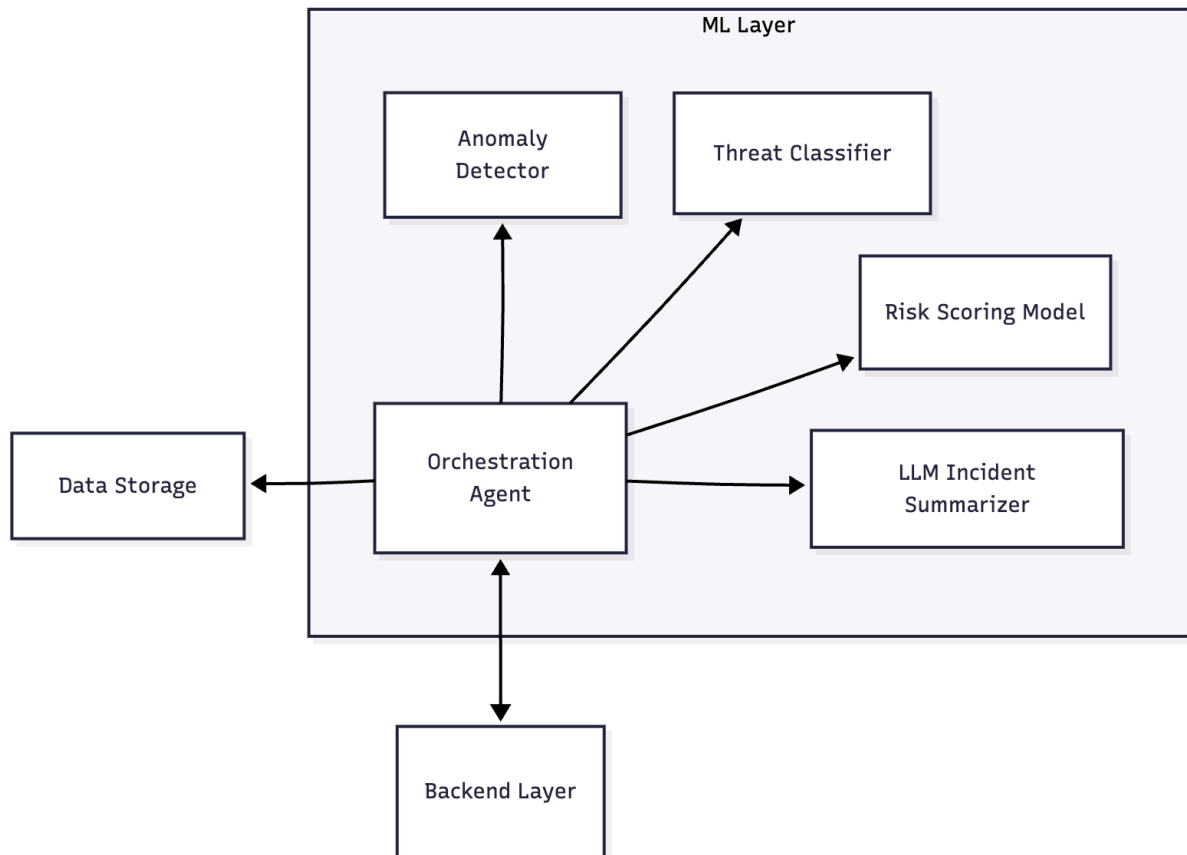 ML Layer
Anomaly
Detector
Threat Classifier
Risk Scoring Model
Orchestration
Agent
Data Storage
LLM Incident
Summarizer
Backend Layer